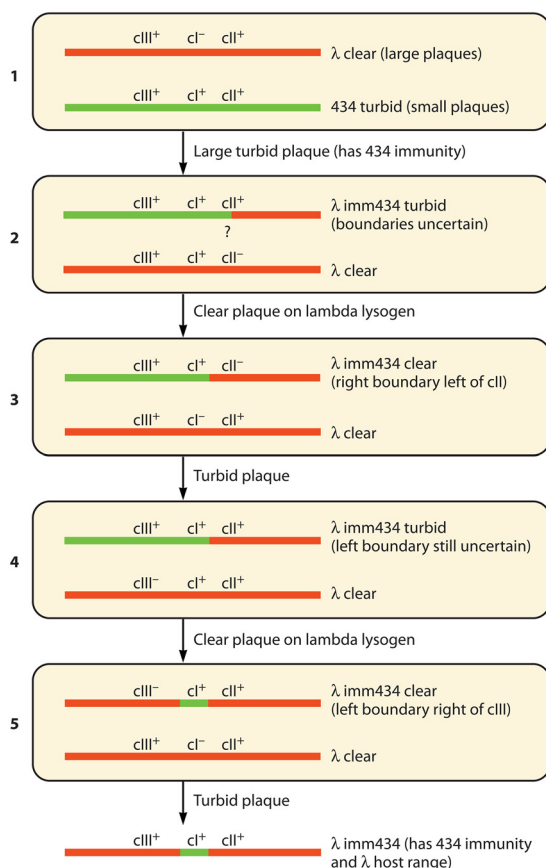 cIII⁺ cI⁻ cII⁺
λ clear (large plaques)
1
cIII⁺ cI⁺ cII⁺
434 turbid (small plaques)
Large turbid plaque (has 434 immunity)
cIII⁺ cI⁺ cII⁺
λ imm434 turbid
(boundaries uncertain)
2
?
cIII⁺ cI⁺ cII⁻
λ clear
Clear plaque on lambda lysogen
cIII⁺ cI⁺ cII⁻
λ imm434 clear
(right boundary left of cII)
3
cIII⁺ cI⁻ cII⁺
λ clear
Turbid plaque
cIII⁺ cI⁺ cII⁺
λ imm434 turbid
(left boundary still uncertain)
4
cIII⁻ cI⁺ cII⁺
λ clear
Clear plaque on lambda lysogen
cIII⁻ cI⁺ cII⁺
λ imm434 clear
(left boundary right of cIII)
5
cIII⁺ cI⁻ cII⁺
λ clear
Turbid plaque
cIII⁺ cI⁺ cII⁺
λ imm434 (has 434 immunity
and λ host range)